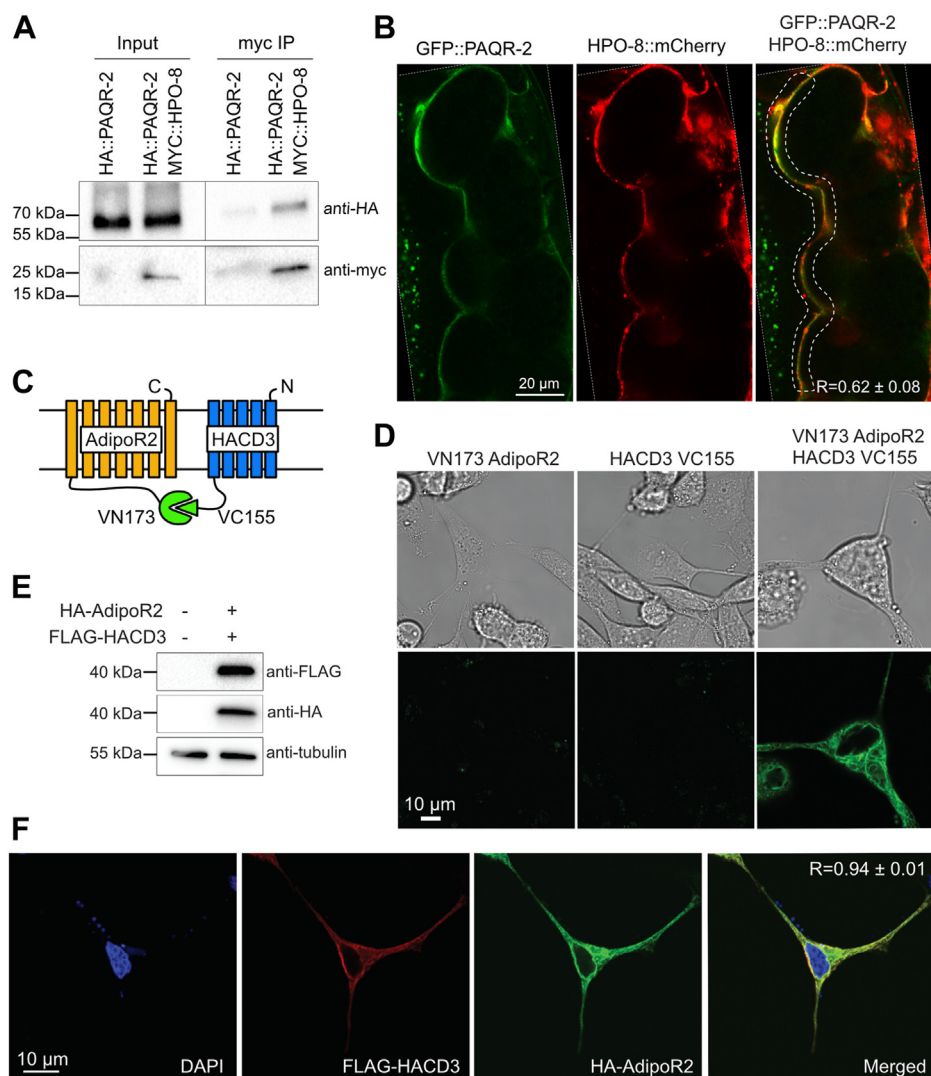 A
Input
myc IP
HA::PAQR-2
HA::PAQR-2
MYC::HPO-8
HA::PAQR-2
HA::PAQR-2
MYC::HPO-8
70 kDa
55 kDa
anti-HA
25 kDa
15 kDa
anti-myc
B
GFP::PAQR-2
HPO-8::mCherry
GFP::PAQR-2
HPO-8::mCherry
20 µm
R=0.62 ± 0.08
C
C
N
AdipoR2
HACD3
VN173
VC155
D
VN173 AdipoR2
HACD3 VC155
VN173 AdipoR2
HACD3 VC155
10 µm
E
HA-AdipoR2 - +
FLAG-HACD3 - +
40 kDa
anti-FLAG
40 kDa
anti-HA
55 kDa
anti-tubulin
F
10 µm
DAPI
FLAG-HACD3
HA-AdipoR2
R=0.94 ± 0.01
Merged